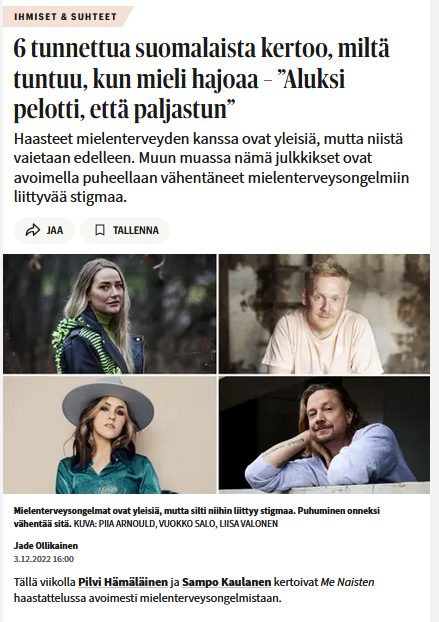 IHMISET & SUHTEET
6 tunnettua suomalaista kertoo, miltä
tuntuu, kun mieli hajoaa – ”Aluksi
pelotti, että paljastun”
Haasteet mielenterveyden kanssa ovat yleisiä, mutta niistä
vaietaan edelleen. Muun muassa nämä julkkikset ovat
avoimella puheellaan vähentäneet mielenterveysongelmiin
liittyvää stigmaa.
JAA TALLENNA
Mielenterveysongelmat ovat yleisiä, mutta silti niihin liittyy stigmaa. Puhuminen onneksi
vähentää sitä. KUVA: PIIA ARNOULD, VUOKKO SALO, LIISA VALONEN
Jade Ollikainen
3.12.2022 16:00
Tällä viikolla Pilvi Hämäläinen ja Sampo Kaulanen kertoivat Me Naisten
haastattelussa avoimesti mielenterveysongelmistaan.